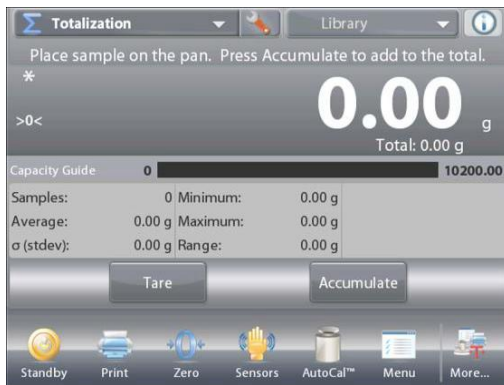 Σ Totalization Library i
Place sample on the pan. Press Accumulate to add to the total.
*
>0<
0.00 g
Total: 0.00 g
Capacity Guide 0 10200.00
Samples: 0 Minimum: 0.00 g
Average: 0.00 g Maximum: 0.00 g
σ (stdev): 0.00 g Range: 0.00 g
Tare Accumulate
Standby Print Zero Sensors AutoCal™ Menu More...